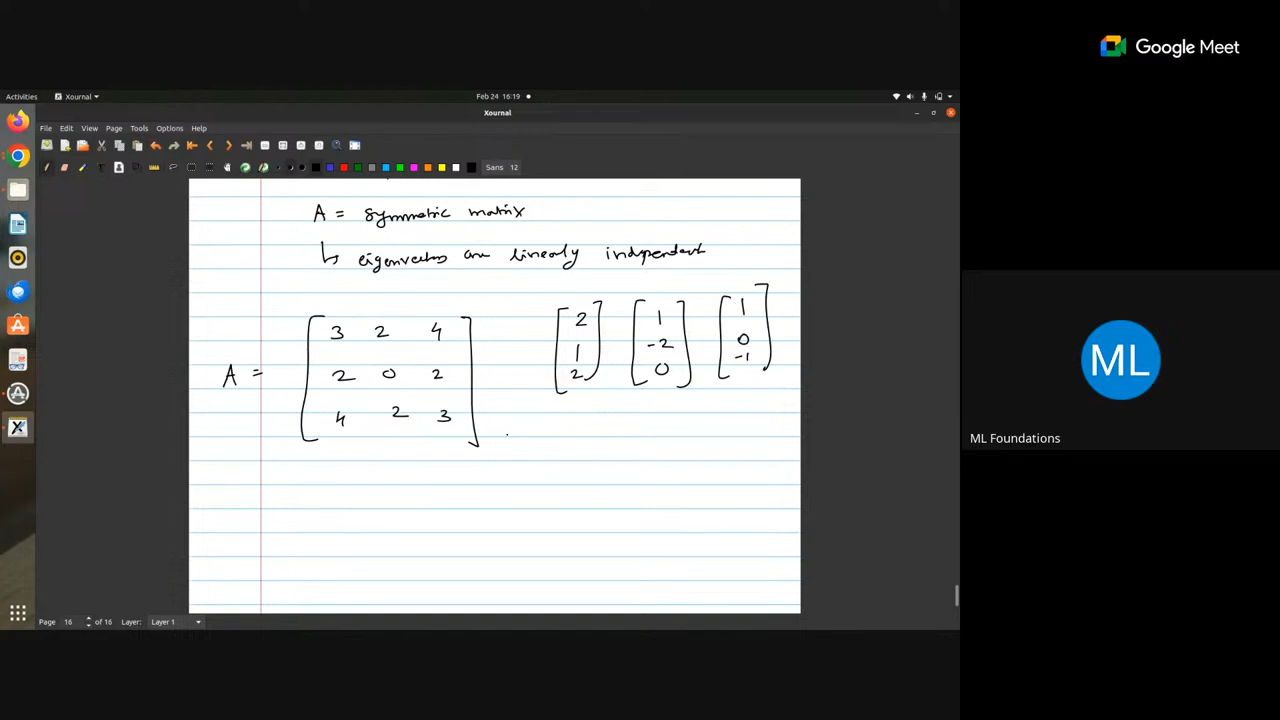 Google Meet
Activities Xournal Feb 24 16:19
Xournal
File Edit View Page Tools Options Help
Sans 12
A = symmetric matrix
↳ eigenvectors are linearly independent
A = [3 2 4
2 0 2
4 2 3]
[2 1 2] [1 -2 0] [1 0 -1]
ML
ML Foundations
Page 16 of 16 Layer: Layer 1